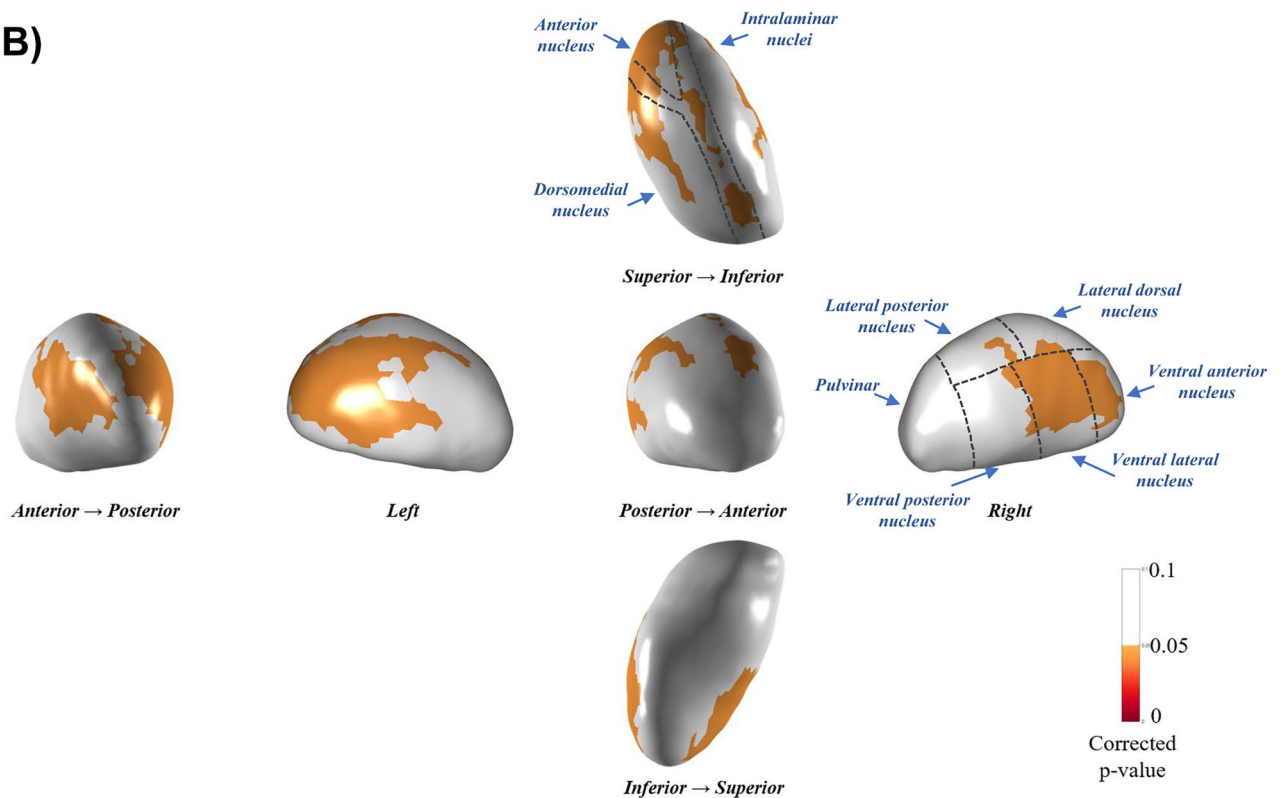 B)
Anterior
nucleus
Intralaminar
nuclei
Dorsomedial
nucleus
Superior → Inferior
Lateral posterior
nucleus
Lateral dorsal
nucleus
Pulvinar
Ventral anterior
nucleus
Ventral lateral
nucleus
Ventral posterior
nucleus
Anterior → Posterior
Left
Posterior → Anterior
Right
0.1
0.05
0
Corrected
p-value
Inferior → Superior